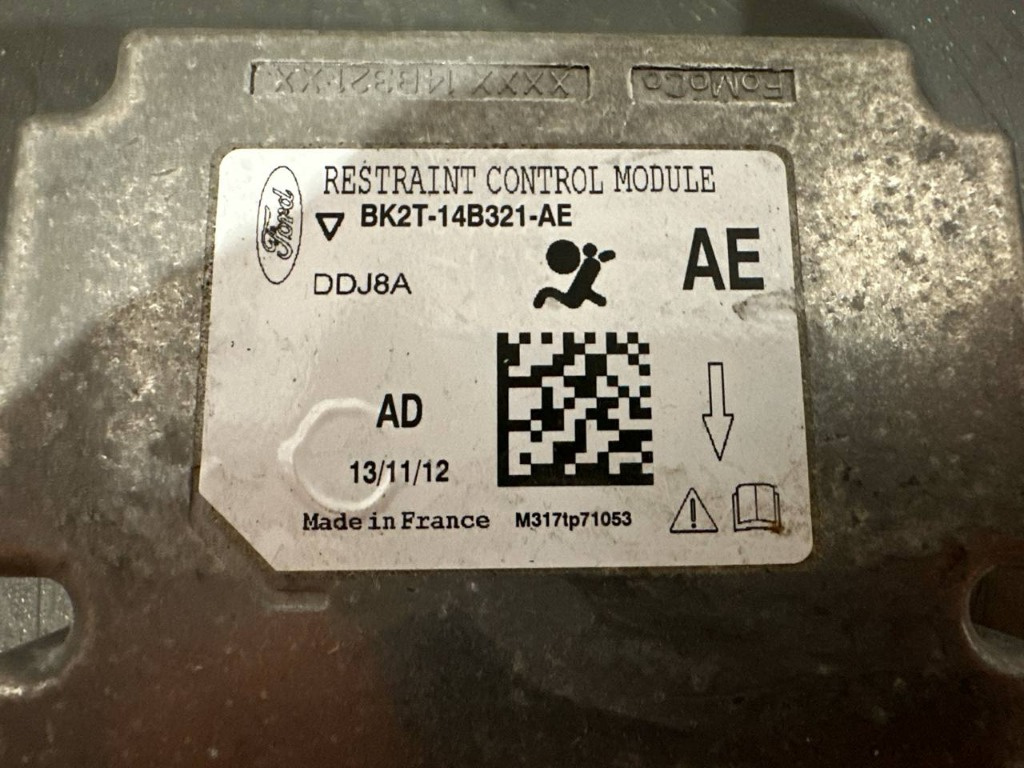 XXXX 14B321-XX
FoMoCo
Ford
RESTRAINT CONTROL MODULE
BK2T-14B321-AE
AE
DDJ8A
AD
13/11/12
Made in France
M317tp71053